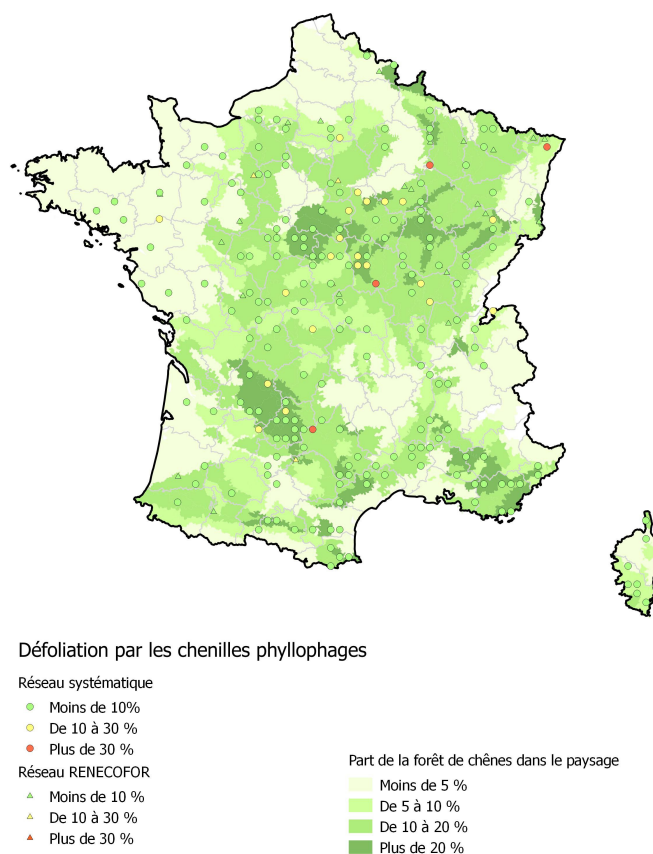 Défoliation par les chenilles phyllophages
Réseau systématique
Moins de 10%
De 10 à 30 %
Plus de 30 %
Réseau RENECOFOR
Moins de 10 %
De 10 à 30%
Plus de 30 %
Part de la forêt de chênes dans le paysage
Moins de 5 %
De 5 à 10 %
De 10 à 20 %
Plus de 20 %